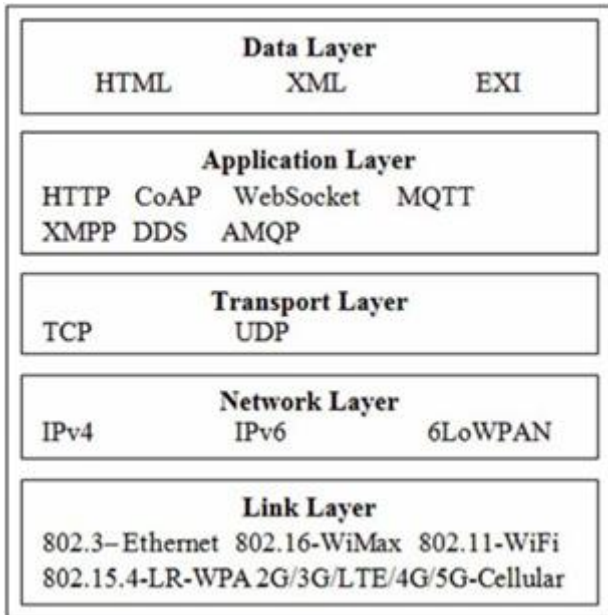 Data Layer
HTML XML EXI
Application Layer
HTTP CoAP WebSocket MQTT
XMPP DDS AMQP
Transport Layer
TCP UDP
Network Layer
IPv4 IPv6 6LoWPAN
Link Layer
802.3–Ethernet 802.16-WiMax 802.11-WiFi
802.15.4-LR-WPA 2G/3G/LTE/4G/5G-Cellular